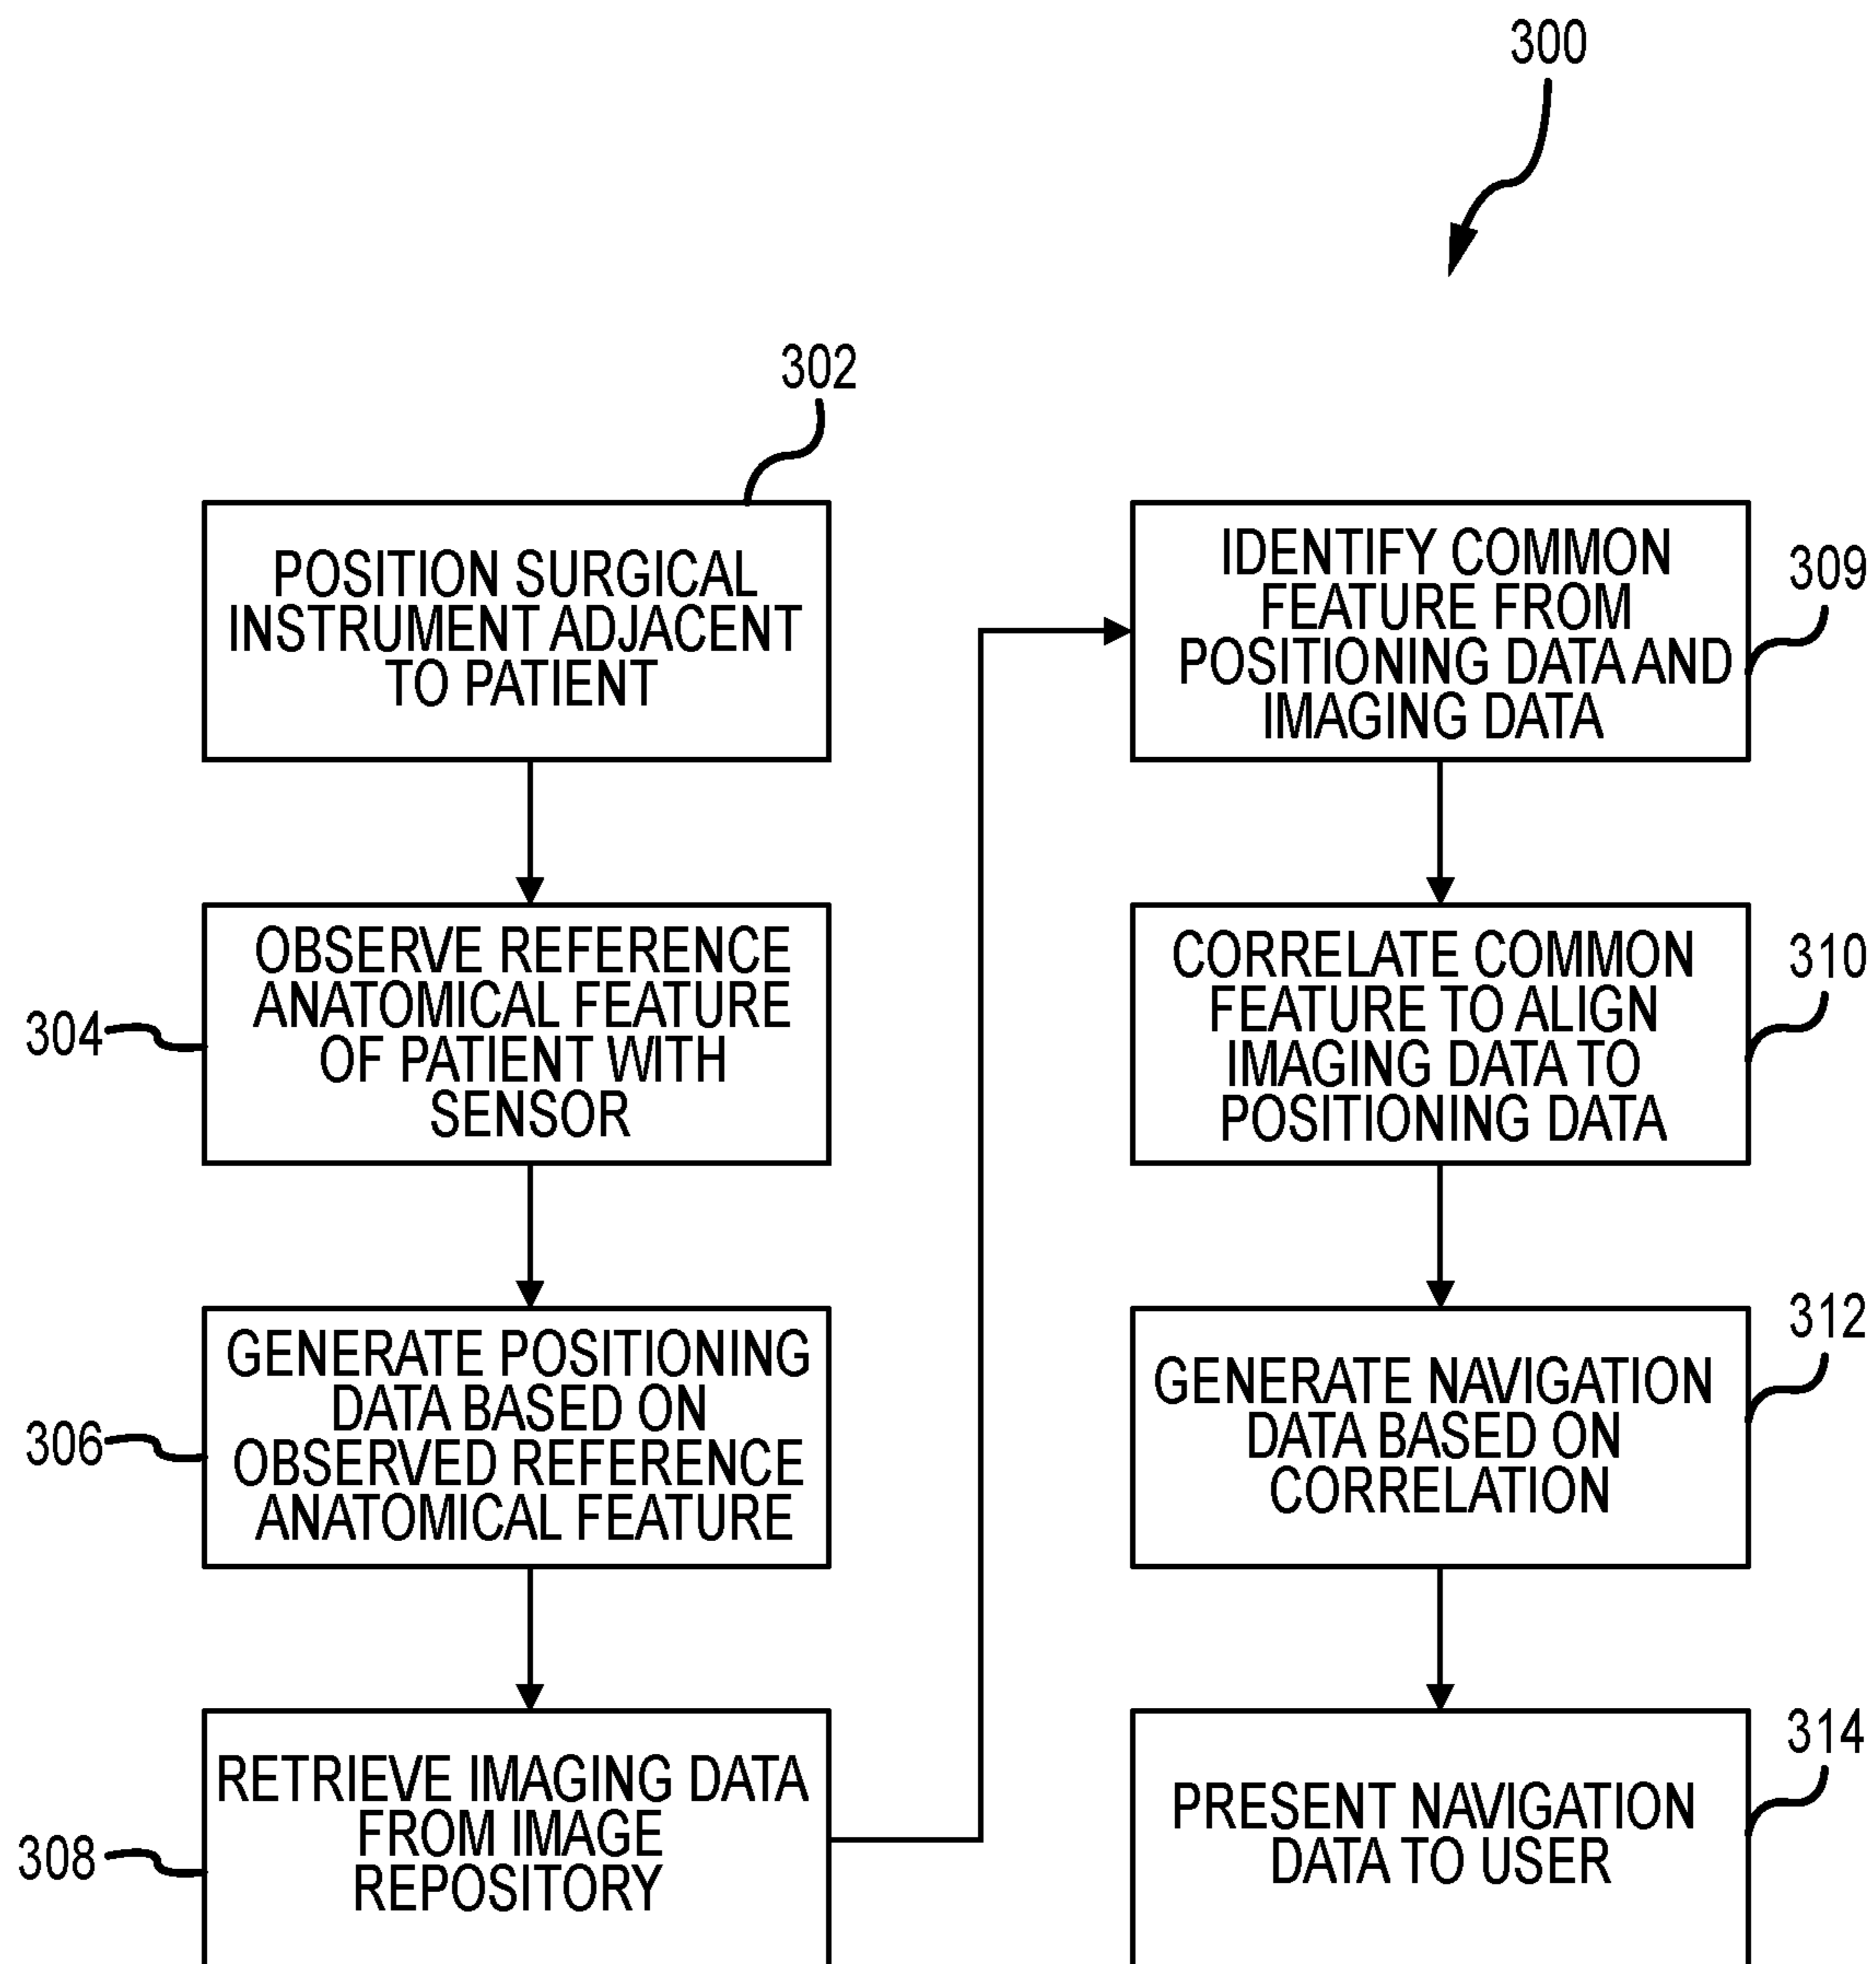 300
302
POSITION SURGICAL
INSTRUMENT ADJACENT
TO PATIENT
304
OBSERVE REFERENCE
ANATOMICAL FEATURE
OF PATIENT WITH
SENSOR
306
GENERATE POSITIONING
DATA BASED ON
OBSERVED REFERENCE
ANATOMICAL FEATURE
308
RETRIEVE IMAGING DATA
FROM IMAGE
REPOSITORY
309
IDENTIFY COMMON
FEATURE FROM
POSITIONING DATA AND
IMAGING DATA
310
CORRELATE COMMON
FEATURE TO ALIGN
IMAGING DATA TO
POSITIONING DATA
312
GENERATE NAVIGATION
DATA BASED ON
CORRELATION
314
PRESENT NAVIGATION
DATA TO USER